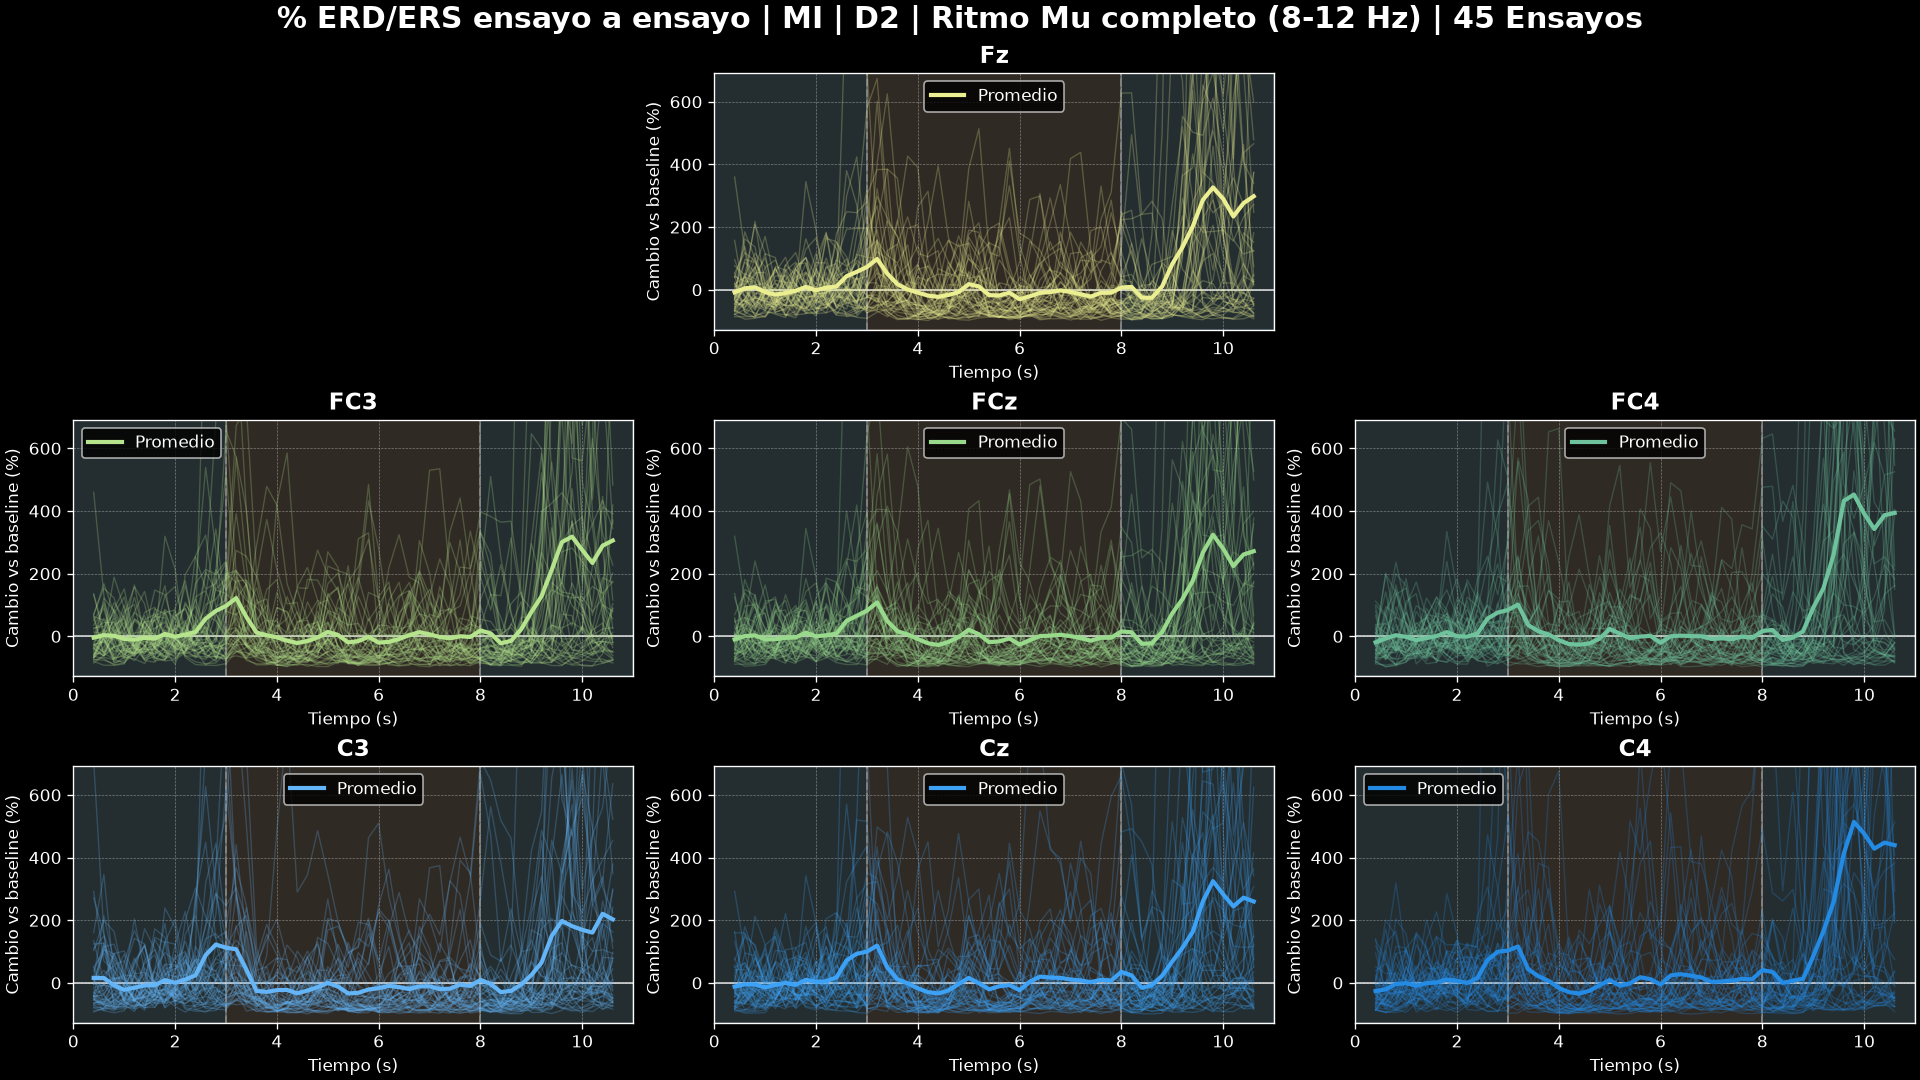 % ERD/ERS ensayo a ensayo | MI | D2 | Ritmo Mu completo (8-12 Hz) | 45 Ensayos
Fz
Promedio
Cambio vs baseline (%)
600
400
200
0
0 2 4 6 8 10
Tiempo (s)
FC3
Promedio
Cambio vs baseline (%)
600
400
200
0
0 2 4 6 8 10
Tiempo (s)
FCz
Promedio
Cambio vs baseline (%)
600
400
200
0
0 2 4 6 8 10
Tiempo (s)
FC4
Promedio
Cambio vs baseline (%)
600
400
200
0
0 2 4 6 8 10
Tiempo (s)
C3
Promedio
Cambio vs baseline (%)
600
400
200
0
0 2 4 6 8 10
Tiempo (s)
Cz
Promedio
Cambio vs baseline (%)
600
400
200
0
0 2 4 6 8 10
Tiempo (s)
C4
Promedio
Cambio vs baseline (%)
600
400
200
0
0 2 4 6 8 10
Tiempo (s)